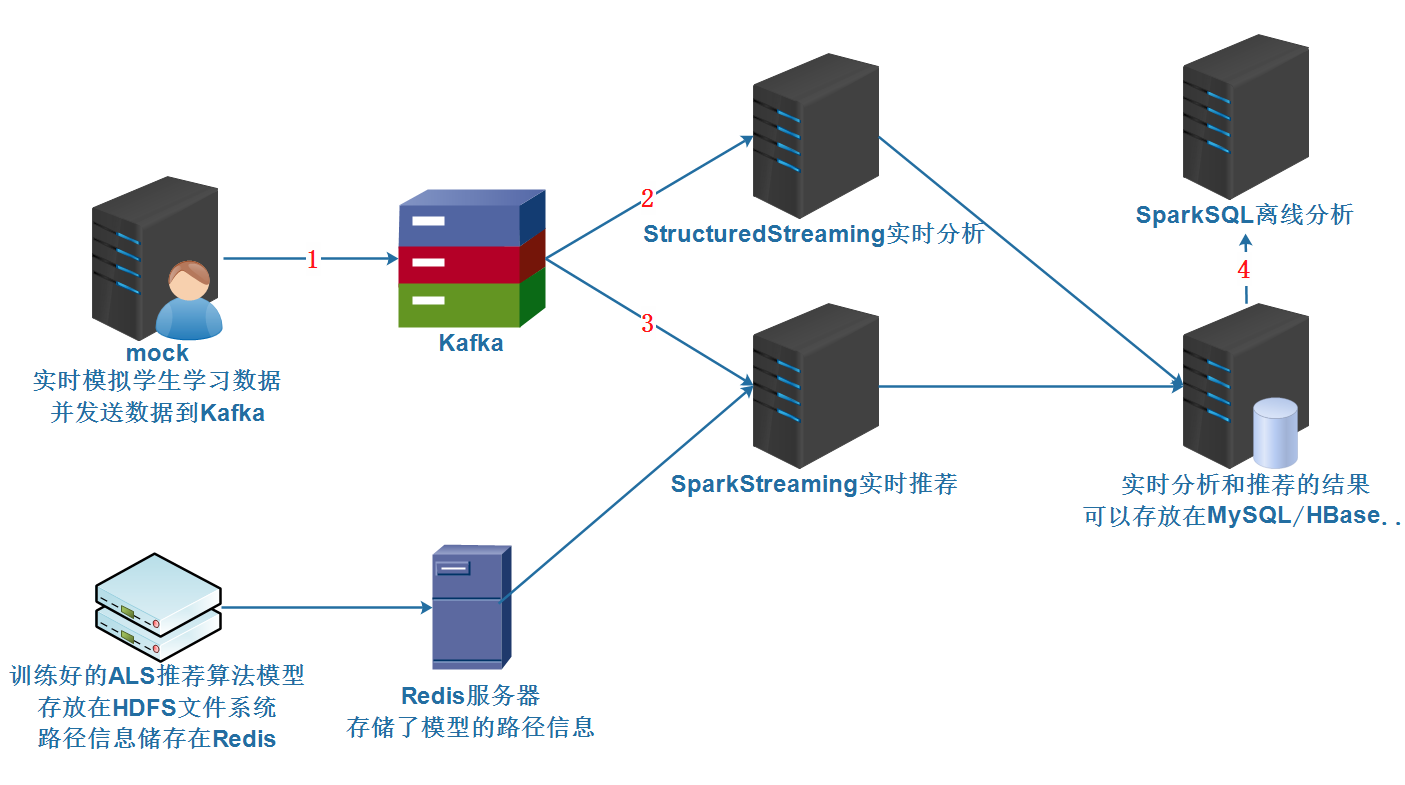 1
2
3
4
mock
实时模拟学生学习数据
并发送数据到Kafka
Kafka
StructuredStreaming实时分析
SparkSQL离线分析
SparkStreaming实时推荐
实时分析和推荐的结果
可以存放在MySQL/HBase..
训练好的ALS推荐算法模型
存放在HDFS文件系统
路径信息储存在Redis
Redis服务器
存储了模型的路径信息